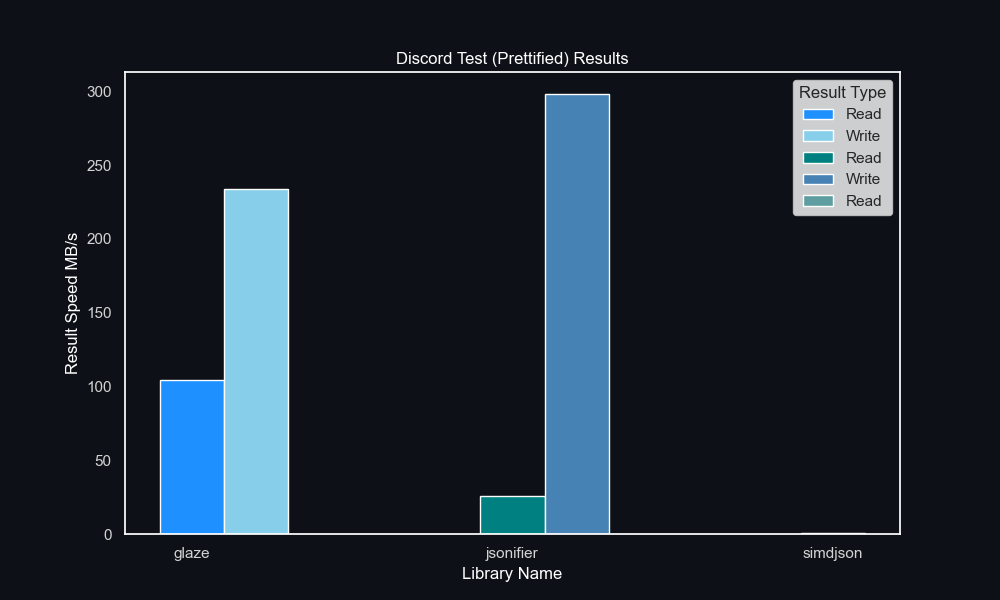 Discord Test (Prettified) Results
Result Speed MB/s
300
250
200
150
100
50
0
Result Type
Read
Write
Read
Write
Read
glaze
jsonifier
simdjson
Library Name